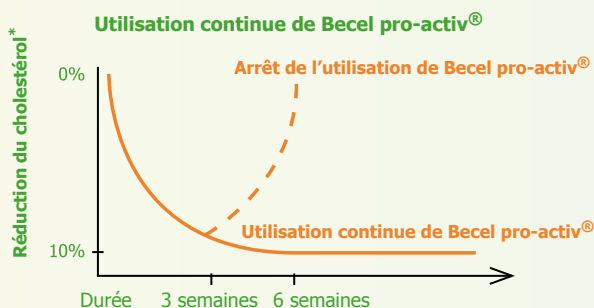 Utilisation continue de Becel pro-activ®
Réduction du cholestérol*
0%
Arrêt de l’utilisation de Becel pro-activ®
Utilisation continue de Becel pro-activ®
10%
Durée 3 semaines 6 semaines